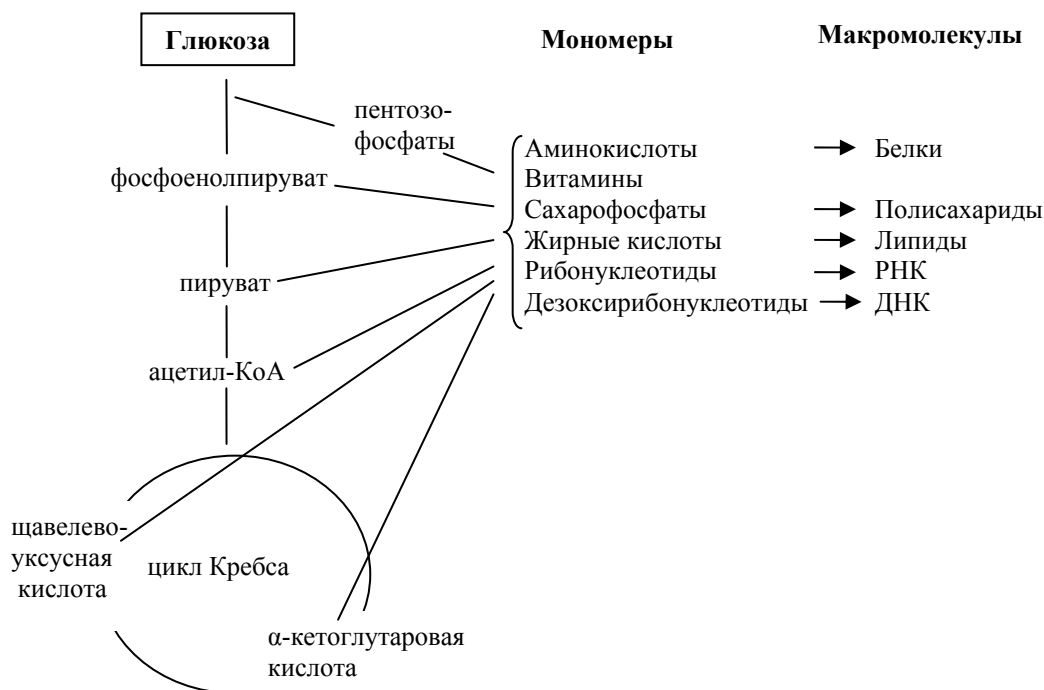 Глюкоза
Мономеры
Макромолекулы
пентозо-
фосфаты
фосфоенолпируват
пируват
ацетил-КоА
щавелево-
уксусная
кислота
цикл Кребса
α-кетоглутаровая
кислота
Аминокислоты
Витамины
Сахарофосфаты
Жирные кислоты
Рибонуклеотиды
Дезоксирибонуклеотиды
Белки
Полисахариды
Липиды
РНК
ДНК